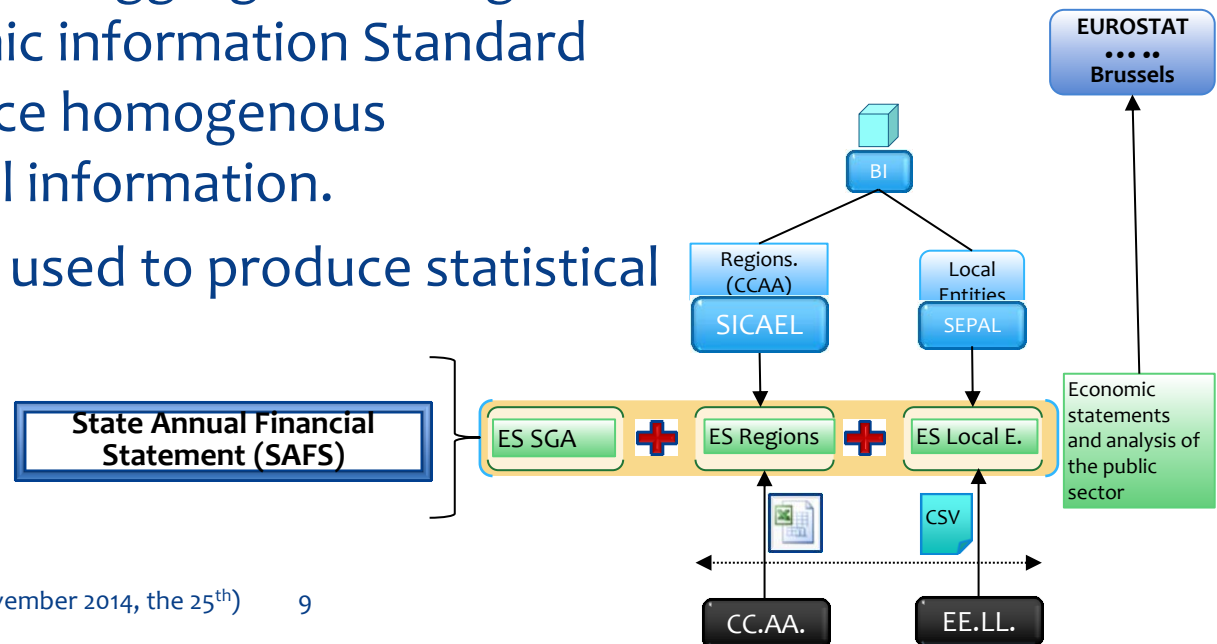 mic information Standard
ce homogenous
l information.
used to produce statistical
EUROSTAT
... ..
Brussels
BI
Regions.
(CCAA)
SICAEL
Local
Entities
SEPAL
State Annual Financial
Statement (SAFS)
ES SGA
ES Regions
ES Local E.
Economic
statements
and analysis of
the public
sector
CSV
CC.AA.
EE.LL.
vember 2014, the 25th)
9